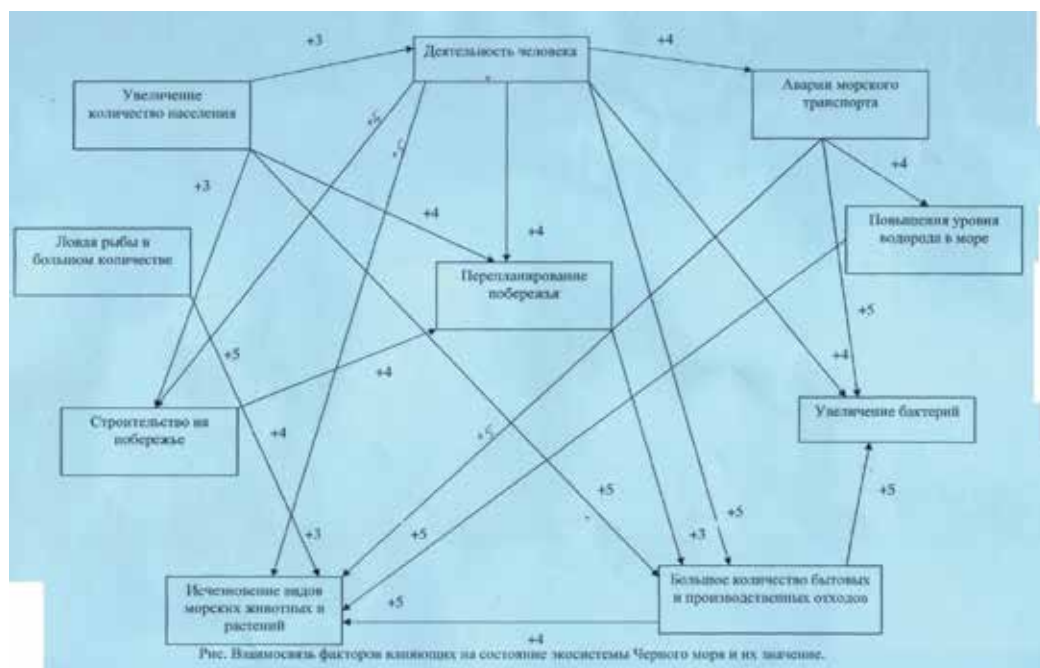 +3
Деятельность человека
+4
Увеличение
количество населения
Аварии морского
транспорта
+5
+3
+4
Ловля рыбы в
большом количестве
+4
+4
Повышения уровня
водорода в море
Перепланирование
побережья
+5
+5
+4
+4
Строительство на
побережье
+4
+5
Увеличение бактерий
+5
+5
+3
+5
+3
+5
Исчезновение видов
морских животных и
растений
+5
Большое количество бытовых
и производственных отходов
+4
Рис. Взаимосвязь факторов влияющих на состояние экосистемы Черного моря и их значение.